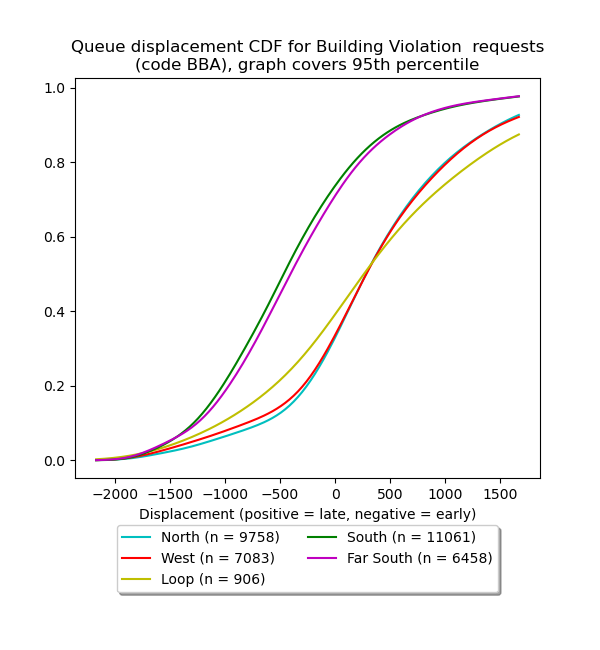 Queue displacement CDF for Building Violation  requests
(code BBA), graph covers 95th percentile
1.0
0.8
0.6
0.4
0.2
0.0
−2000 −1500 −1000 −500 0 500 1000 1500
Displacement (positive = late, negative = early)
North (n = 9758) South (n = 11061)
West (n = 7083) Far South (n = 6458)
Loop (n = 906)